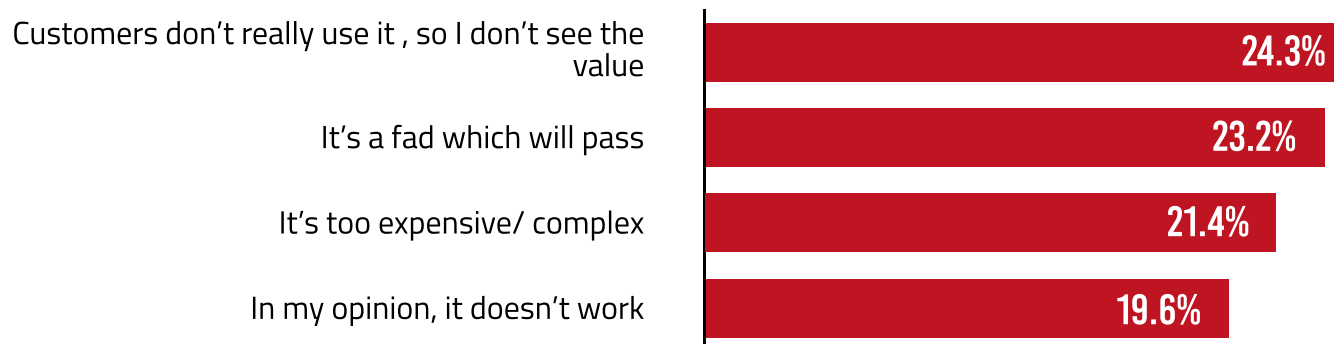 Customers don’t really use it , so I don’t see the
value
24.3%
It’s a fad which will pass
23.2%
It’s too expensive/ complex
21.4%
In my opinion, it doesn’t work
19.6%